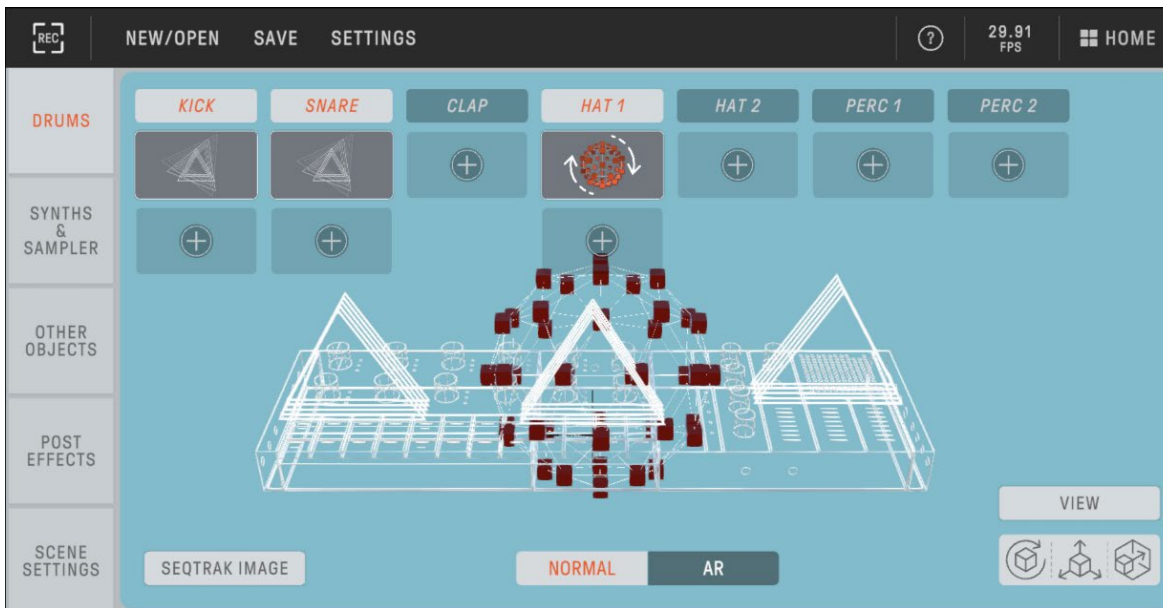 REC NEW/OPEN SAVE SETTINGS ? 29.91 HOME
FPS
DRUMS
KICK SNARE CLAP HAT 1 HAT 2 PERC 1 PERC 2
SYNTHS
&
SAMPLER
OTHER
OBJECTS
POST
EFFECTS
SCENE
SETTINGS
SEQTRAK IMAGE
NORMAL AR
VIEW